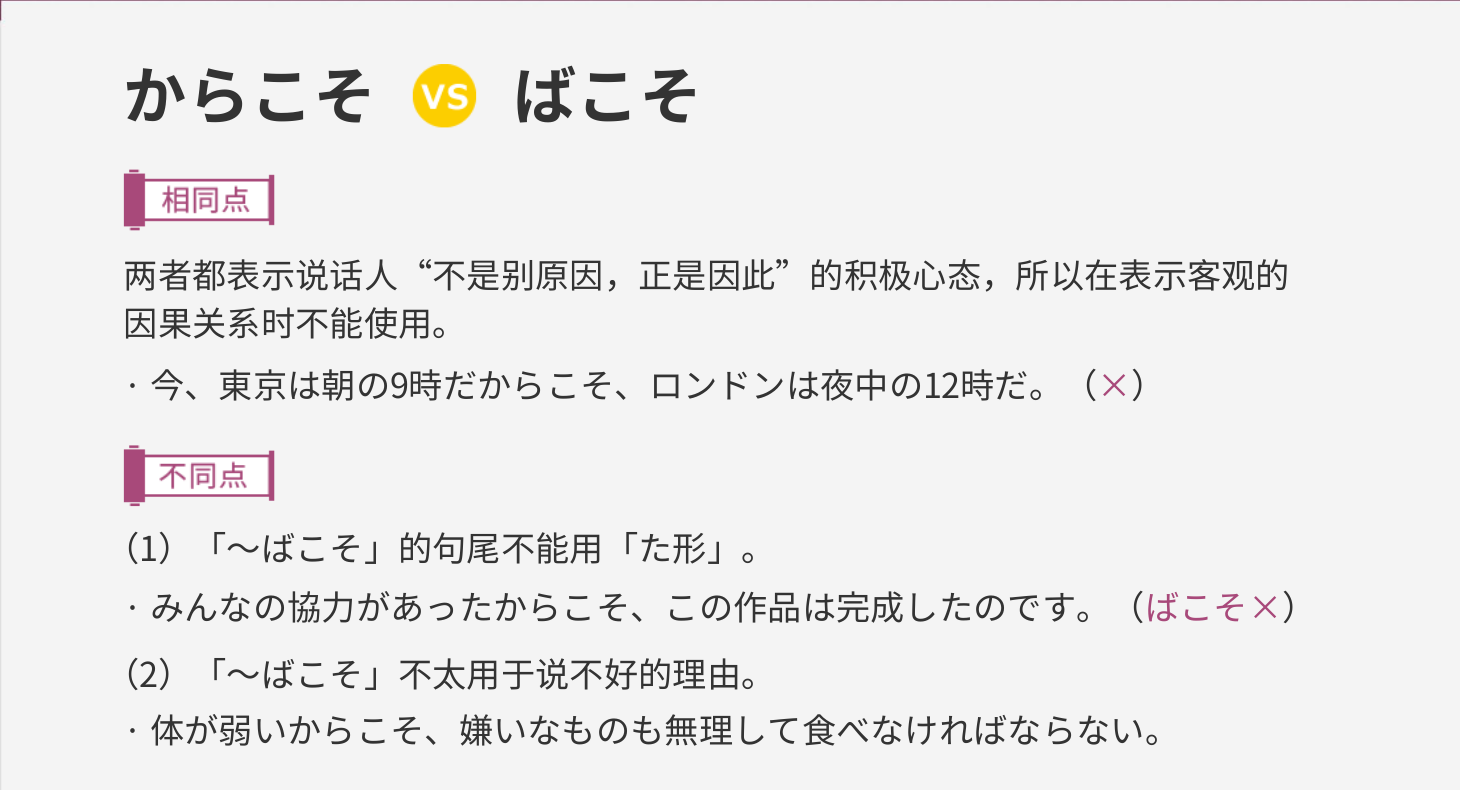 からこそ VS ばこそ
相同点
两者都表示说话人“不是别原因，正是因此”的积极心态，所以在表示客观的
因果关系时不能使用。
· 今、東京は朝の9時だからこそ、ロンドンは夜中の12時だ。（×）
不同点
（1）「～ばこそ」的句尾不能用「た形」。
· みんなの協力があったからこそ、この作品は完成したのです。（ばこそ×）
（2）「～ばこそ」不太用于说不好的理由。
· 体が弱いからこそ、嫌いなものも無理して食べなければならない。